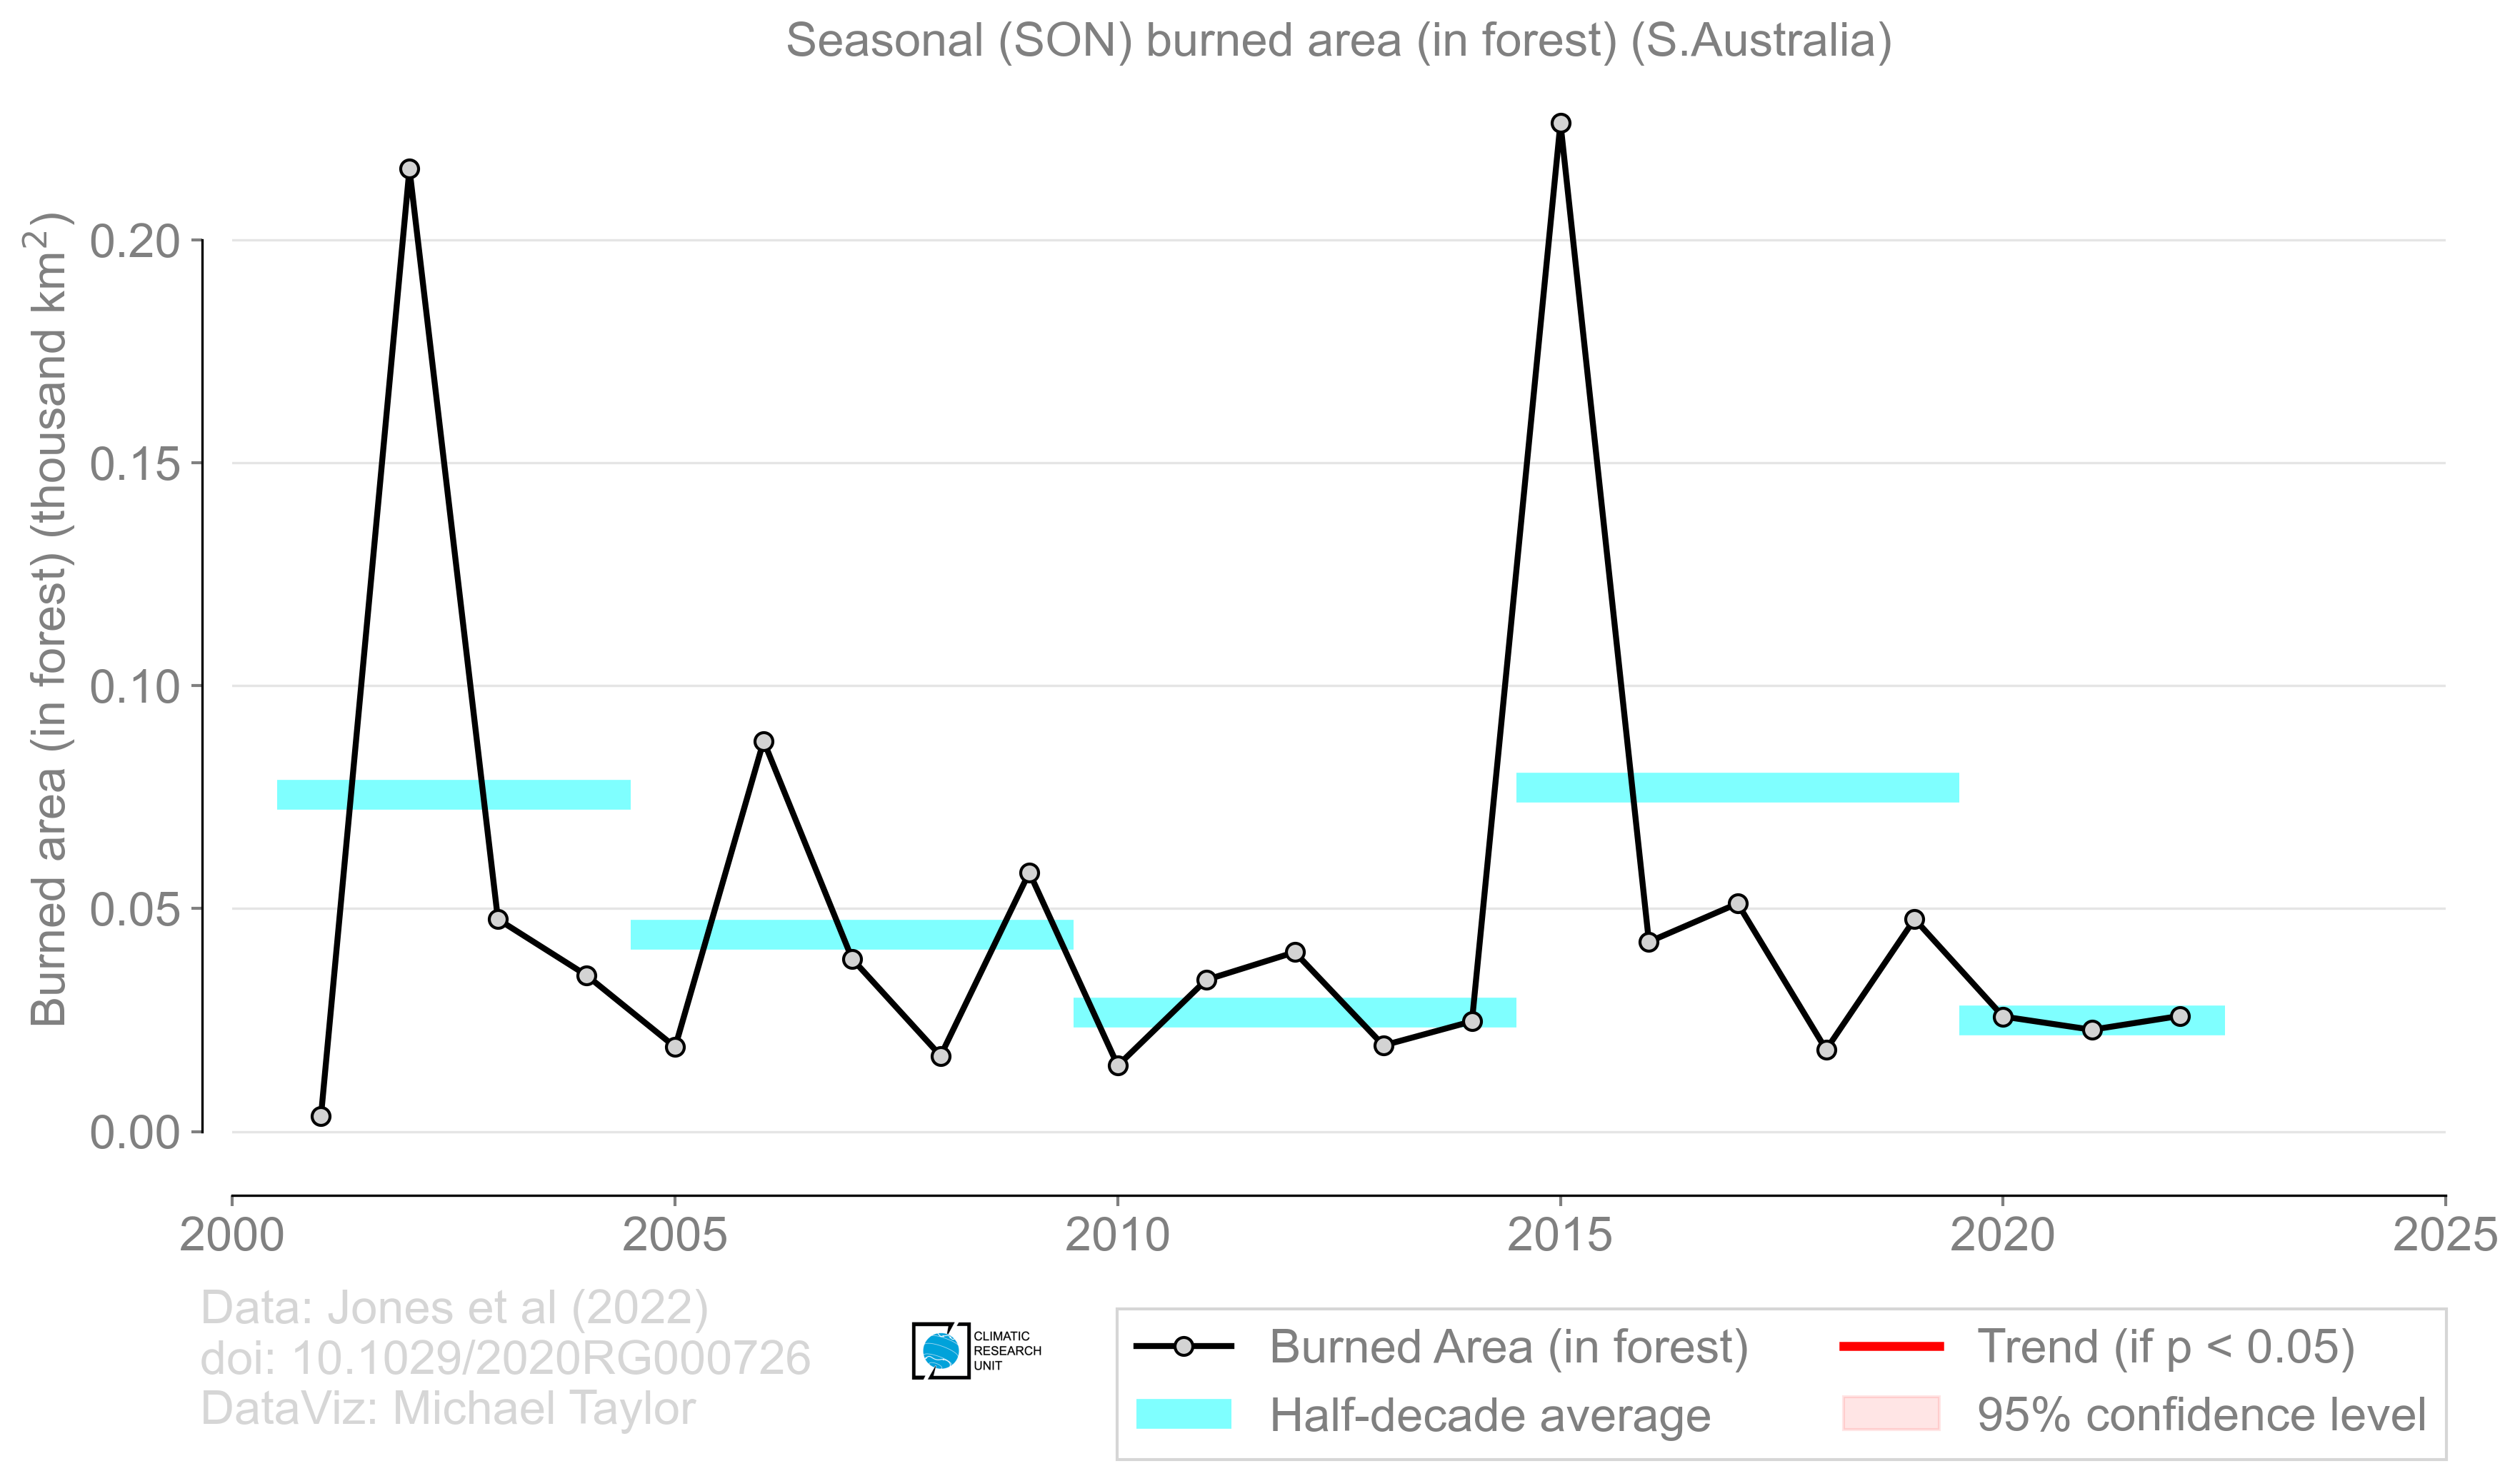 Seasonal (SON) burned area (in forest) (S.Australia)
Burned area (in forest) (thousand km²)
0.20
0.15
0.10
0.05
0.00
2000 2005 2010 2015 2020 2025
Data: Jones et al (2022)
doi: 10.1029/2020RG000726
DataViz: Michael Taylor
CLIMATIC
RESEARCH
UNIT
Burned Area (in forest)
Half-decade average
Trend (if p < 0.05)
95% confidence level